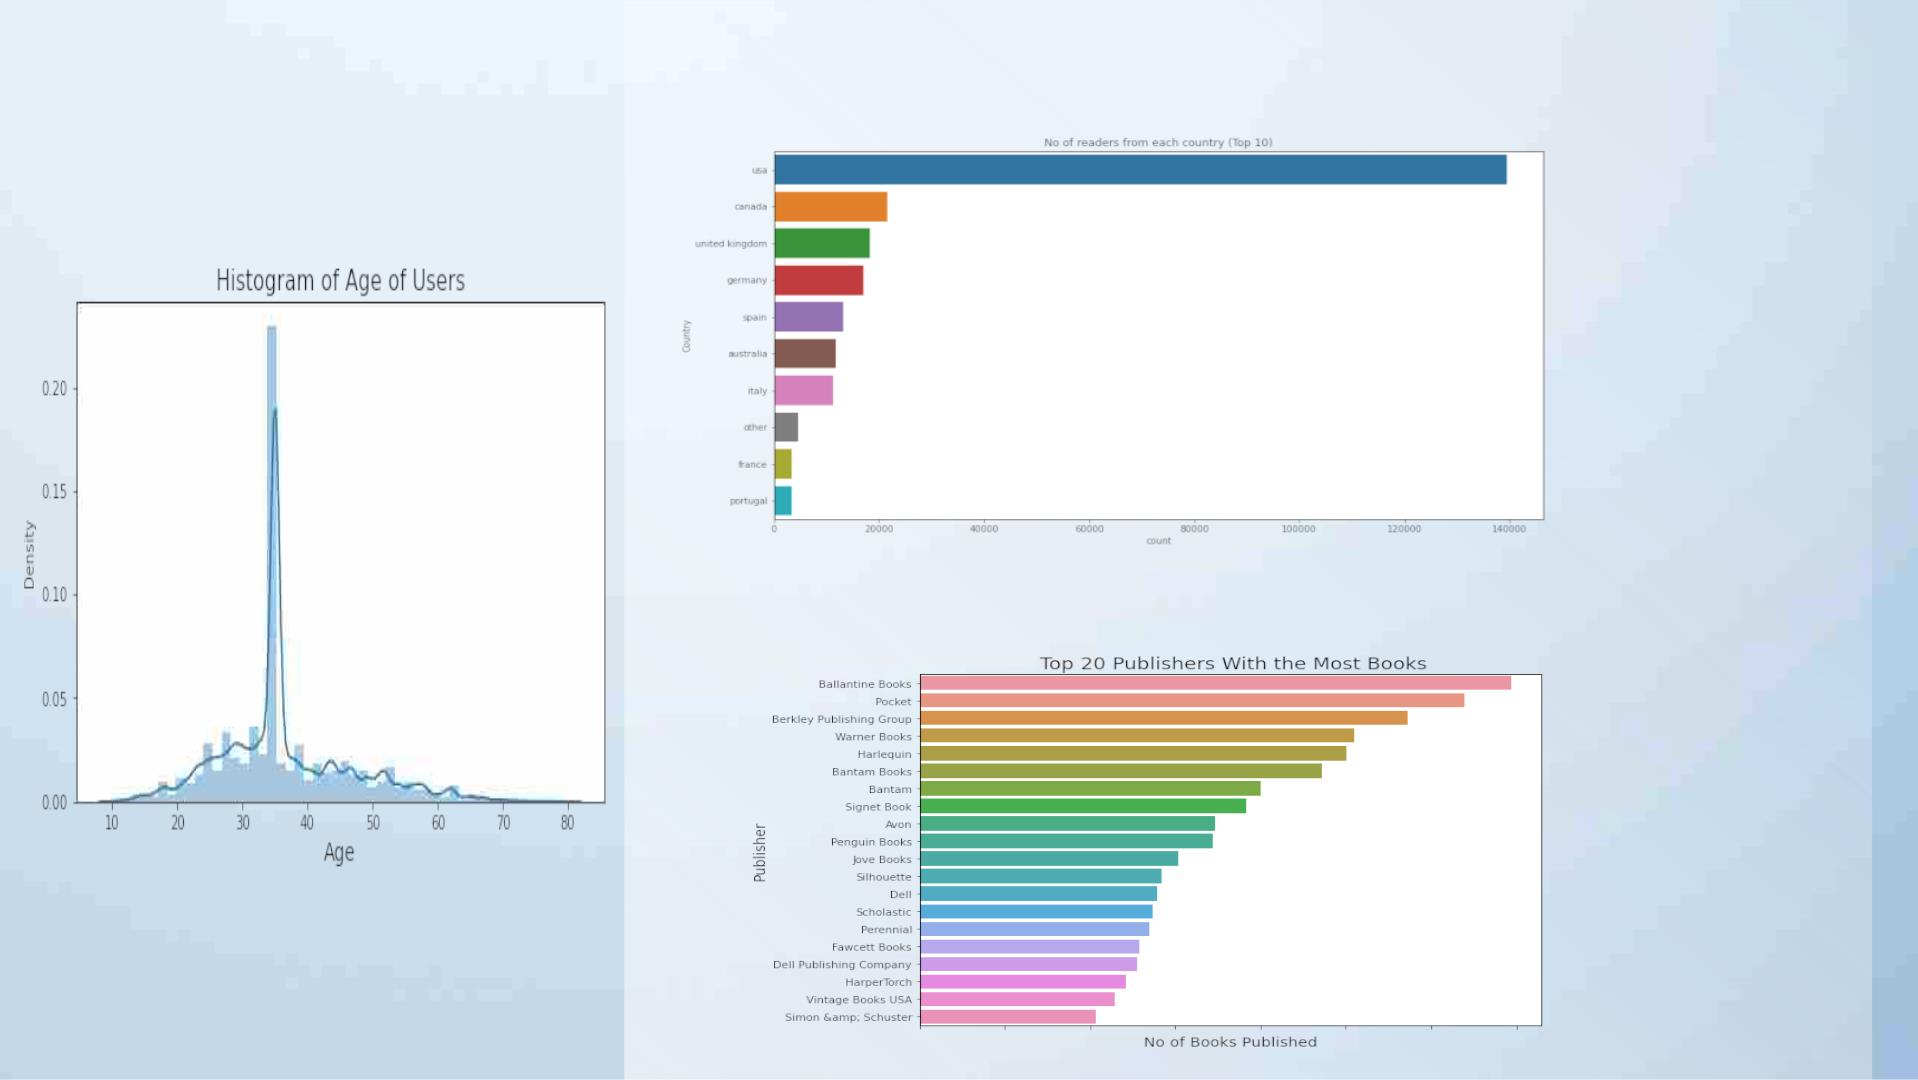 Histogram of Age of Users
0.20
0.15
0.10
0.05
0.00
Density
10 20 30 40 50 60 70 80
Age
No of readers from each country (Top 10)
usa
canada
united kingdom
germany
spain
australia
italy
other
france
portugal
Country
0 20000 40000 60000 80000 100000 120000 140000
count
Top 20 Publishers With the Most Books
Ballantine Books
Pocket
Berkley Publishing Group
Warner Books
Harlequin
Bantam Books
Bantam
Signet Book
Avon
Penguin Books
Jove Books
Silhouette
Dell
Scholastic
Perennial
Fawcett Books
Dell Publishing Company
HarperTorch
Vintage Books USA
Simon &amp; Schuster
Publisher
No of Books Published